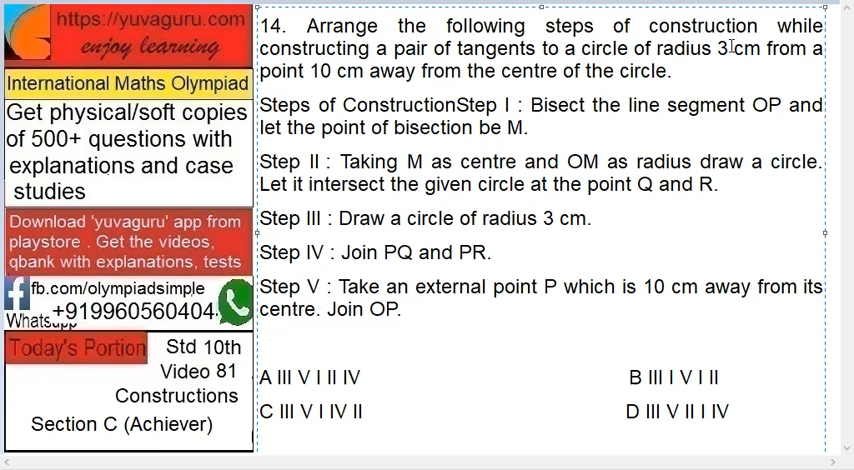 https://yuvaguru.com
enjoy learning
International Maths Olympiad
Get physical/soft copies
of 500+ questions with
explanations and case
studies
Download 'yuvaguru' app from
playstore . Get the videos,
qbank with explanations, tests
fb.com/olympiadsimple
+919960560404
Whatsapp
Today's Portion
Std 10th
Video 81
Constructions
Section C (Achiever)
14. Arrange the following steps of construction while
constructing a pair of tangents to a circle of radius 3 cm from a
point 10 cm away from the centre of the circle.
Steps of ConstructionStep I : Bisect the line segment OP and
let the point of bisection be M.
Step II : Taking M as centre and OM as radius draw a circle.
Let it intersect the given circle at the point Q and R.
Step III : Draw a circle of radius 3 cm.
Step IV : Join PQ and PR.
Step V : Take an external point P which is 10 cm away from its
centre. Join OP.
A III V I II IV
B III I V I II
C III V I IV II
D III V II I IV